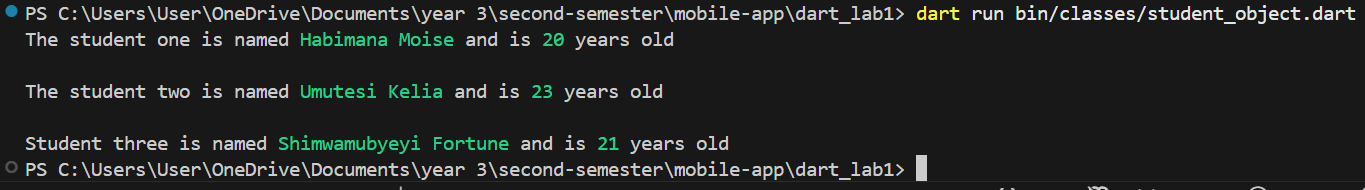 PS C:\Users\User\OneDrive\Documents\year 3\second-semester\mobile-app\dart_lab1> dart run bin/classes/student_object.dart
The student one is named Habimana Moise and is 20 years old
The student two is named Umutesi Kelia and is 23 years old
Student three is named Shimwamubyeyi Fortune and is 21 years old
PS C:\Users\User\OneDrive\Documents\year 3\second-semester\mobile-app\dart_lab1>